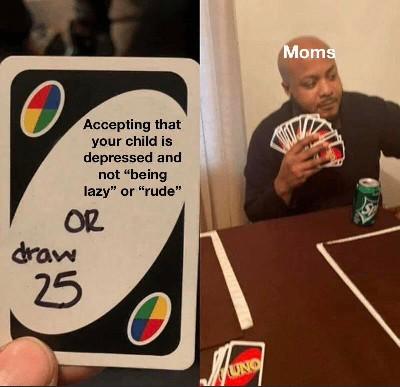 Accepting that
your child is
depressed and
not “being
lazy” or “rude”
OR
draw
25
Moms
UNO